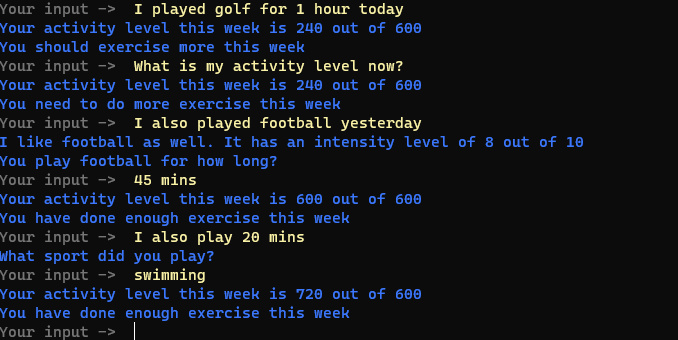 Your input ->  I played golf for 1 hour today
Your activity level this week is 240 out of 600
You should exercise more this week
Your input ->  What is my activity level now?
Your activity level this week is 240 out of 600
You need to do more exercise this week
Your input ->  I also played football yesterday
I like football as well. It has an intensity level of 8 out of 10
You play football for how long?
Your input ->  45 mins
Your activity level this week is 600 out of 600
You have done enough exercise this week
Your input ->  I also play 20 mins
What sport did you play?
Your input ->  swimming
Your activity level this week is 720 out of 600
You have done enough exercise this week
Your input ->